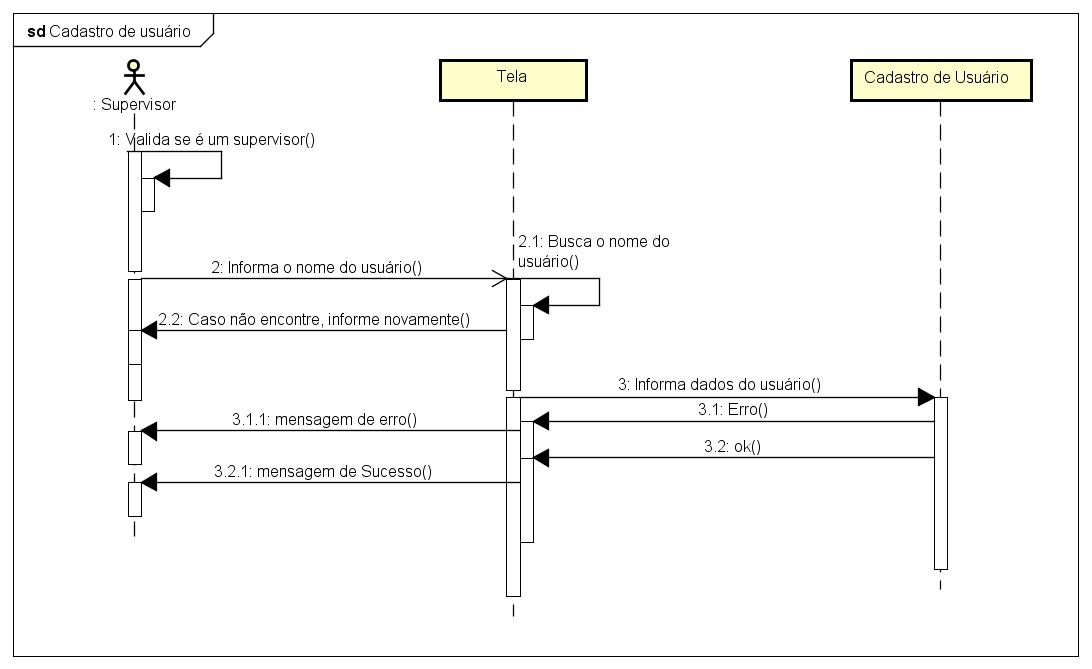 sd Cadastro de usuário
: Supervisor
Tela
Cadastro de Usuário
1: Valida se é um supervisor()
2.1: Busca o nome do
usuário()
2: Informa o nome do usuário()
2.2: Caso não encontre, informe novamente()
3: Informa dados do usuário()
3.1: Erro()
3.1.1: mensagem de erro()
3.2: ok()
3.2.1: mensagem de Sucesso()